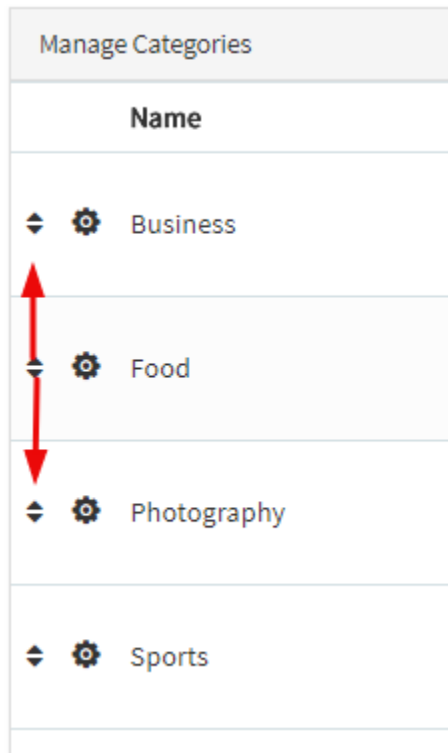 Manage Categories
Name
Business
Food
Photography
Sports